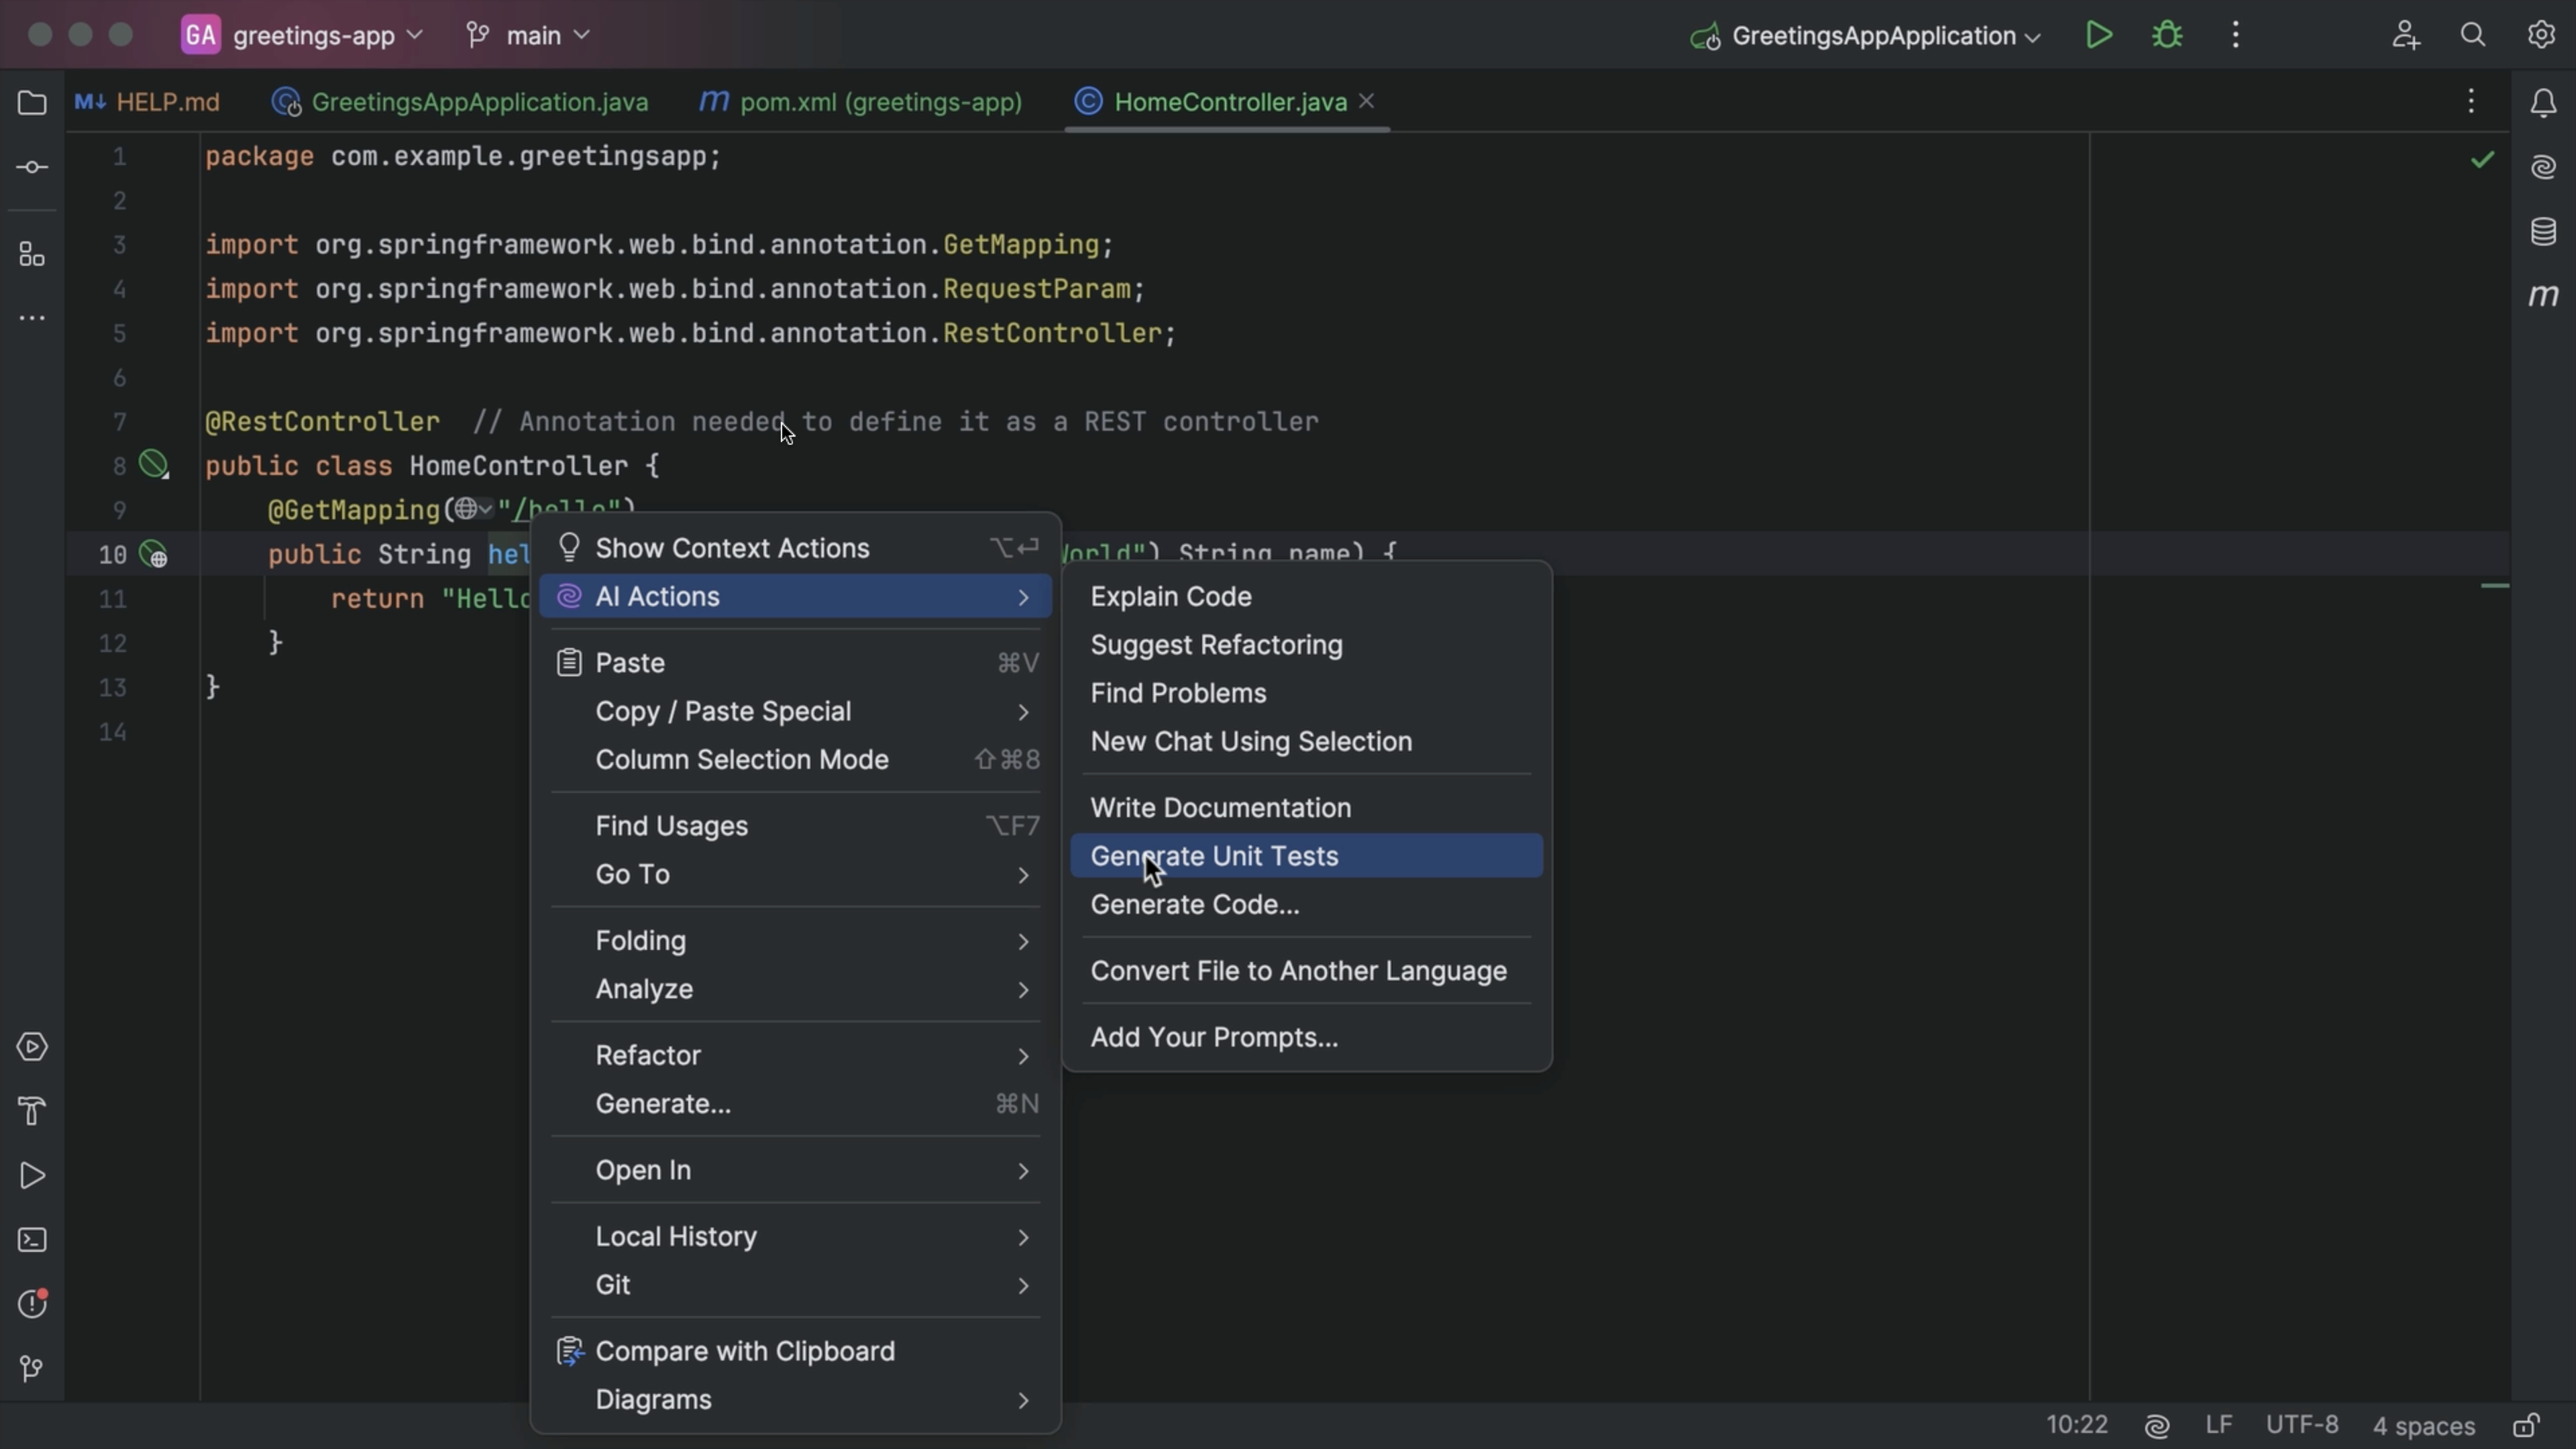 GA greetings-app main GreetingsAppApplication
M↓ HELP.md GreetingsAppApplication.java m pom.xml (greetings-app) C HomeController.java
1 package com.example.greetingsapp;
2
3 import org.springframework.web.bind.annotation.GetMapping;
4 import org.springframework.web.bind.annotation.RequestParam;
5 import org.springframework.web.bind.annotation.RestController;
6
7 @RestController // Annotation needed to define it as a REST controller
8 public class HomeController {
9 @GetMapping("/hello")
10 public String hel World") String name) {
11 return "Hello
12 }
13 }
14
Show Context Actions ⌥⏎
AI Actions
Paste ⌘V
Copy / Paste Special
Column Selection Mode ⇧⌘8
Find Usages ⌥F7
Go To
Folding
Analyze
Refactor
Generate... ⌘N
Open In
Local History
Git
Compare with Clipboard
Diagrams
Explain Code
Suggest Refactoring
Find Problems
New Chat Using Selection
Write Documentation
Generate Unit Tests
Generate Code...
Convert File to Another Language
Add Your Prompts...
m
10:22 LF UTF-8 4 spaces